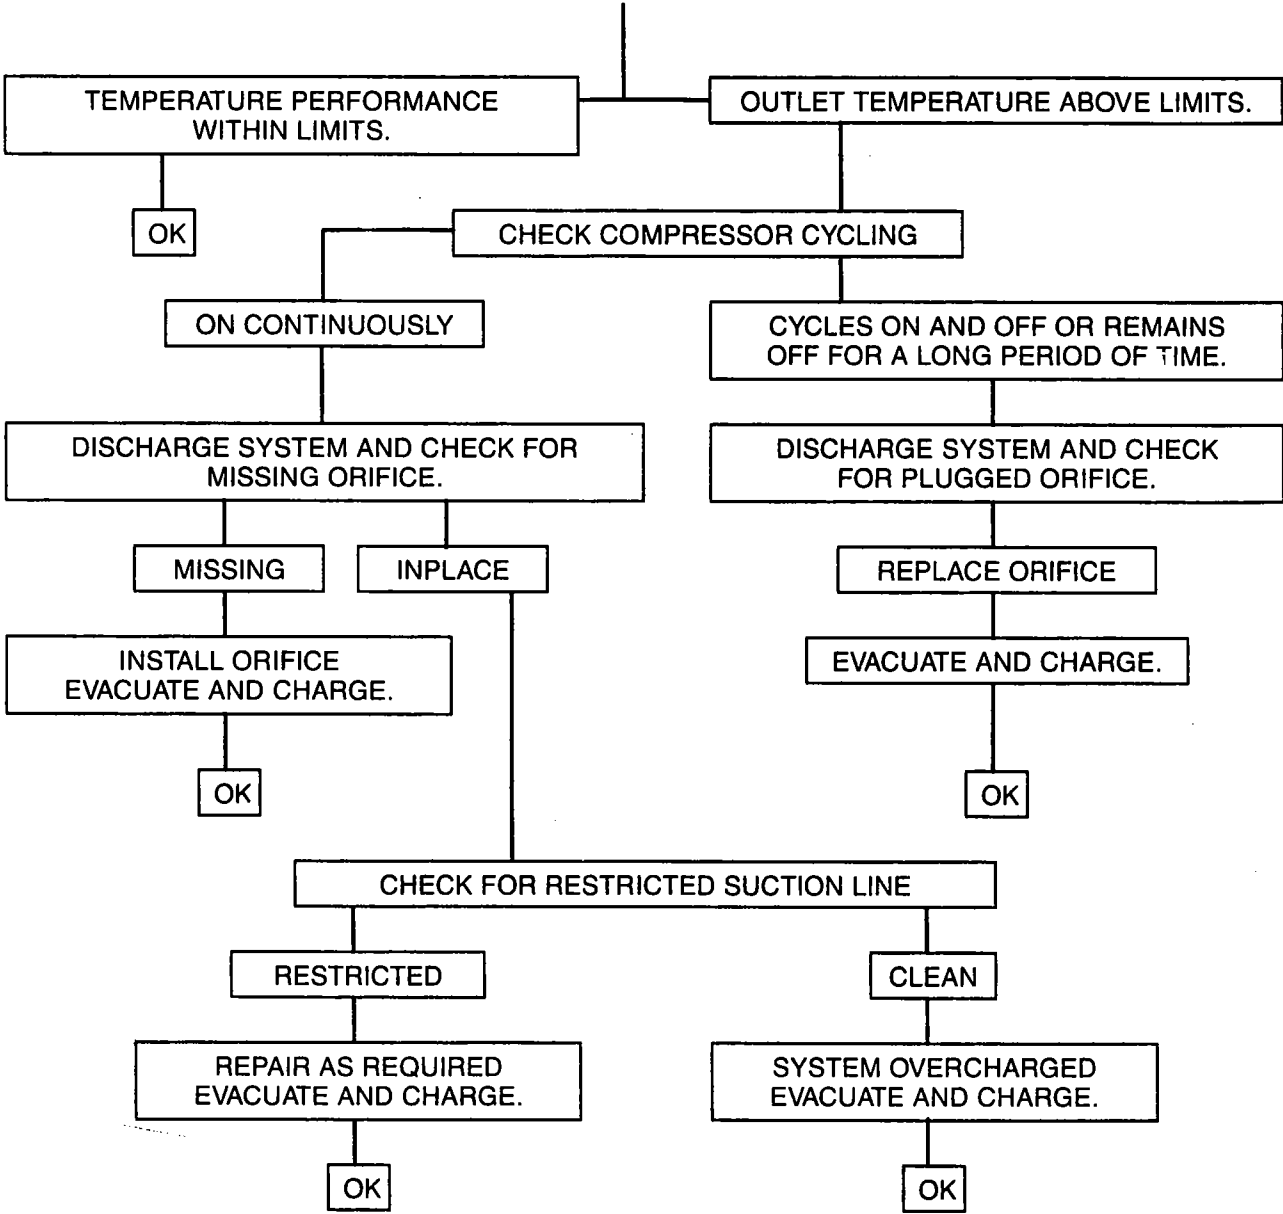 TEMPERATURE PERFORMANCE
WITHIN LIMITS.
OUTLET TEMPERATURE ABOVE LIMITS.
OK
CHECK COMPRESSOR CYCLING
ON CONTINUOUSLY
CYCLES ON AND OFF OR REMAINS
OFF FOR A LONG PERIOD OF TIME.
DISCHARGE SYSTEM AND CHECK FOR
MISSING ORIFICE.
DISCHARGE SYSTEM AND CHECK
FOR PLUGGED ORIFICE.
MISSING
INPLACE
REPLACE ORIFICE
INSTALL ORIFICE
EVACUATE AND CHARGE.
EVACUATE AND CHARGE.
OK
OK
CHECK FOR RESTRICTED SUCTION LINE
RESTRICTED
CLEAN
REPAIR AS REQUIRED
EVACUATE AND CHARGE.
SYSTEM OVERCHARGED
EVACUATE AND CHARGE.
OK
OK